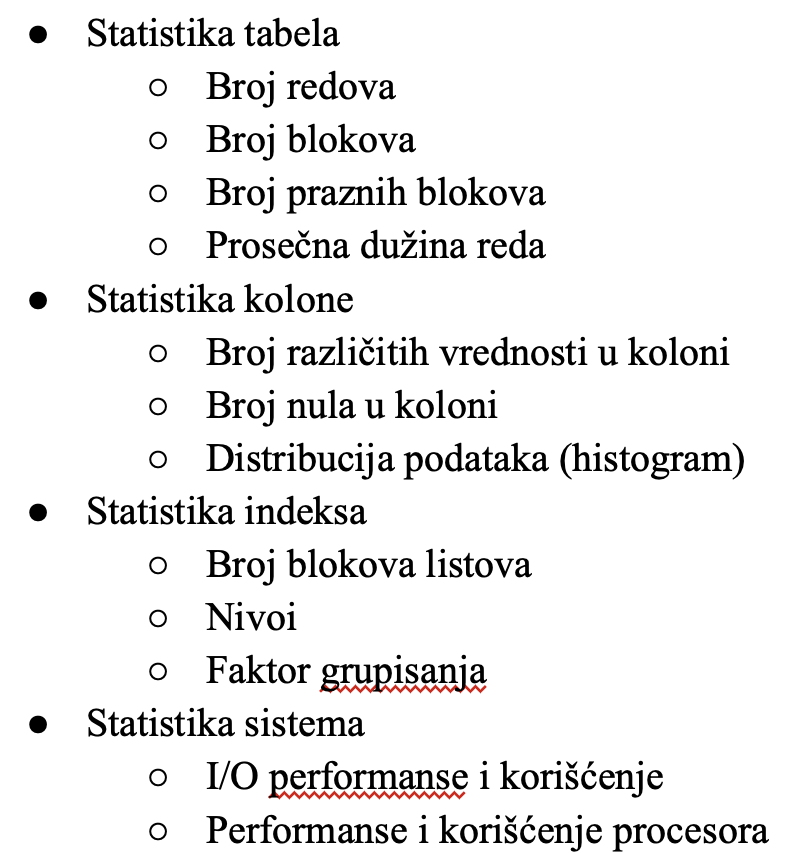 ● Statistika tabela
○ Broj redova
○ Broj blokova
○ Broj praznih blokova
○ Prosečna dužina reda
● Statistika kolone
○ Broj različitih vrednosti u koloni
○ Broj nula u koloni
○ Distribucija podataka (histogram)
● Statistika indeksa
○ Broj blokova listova
○ Nivoi
○ Faktor grupisanja
● Statistika sistema
○ I/O performanse i korišćenje
○ Performanse i korišćenje procesora